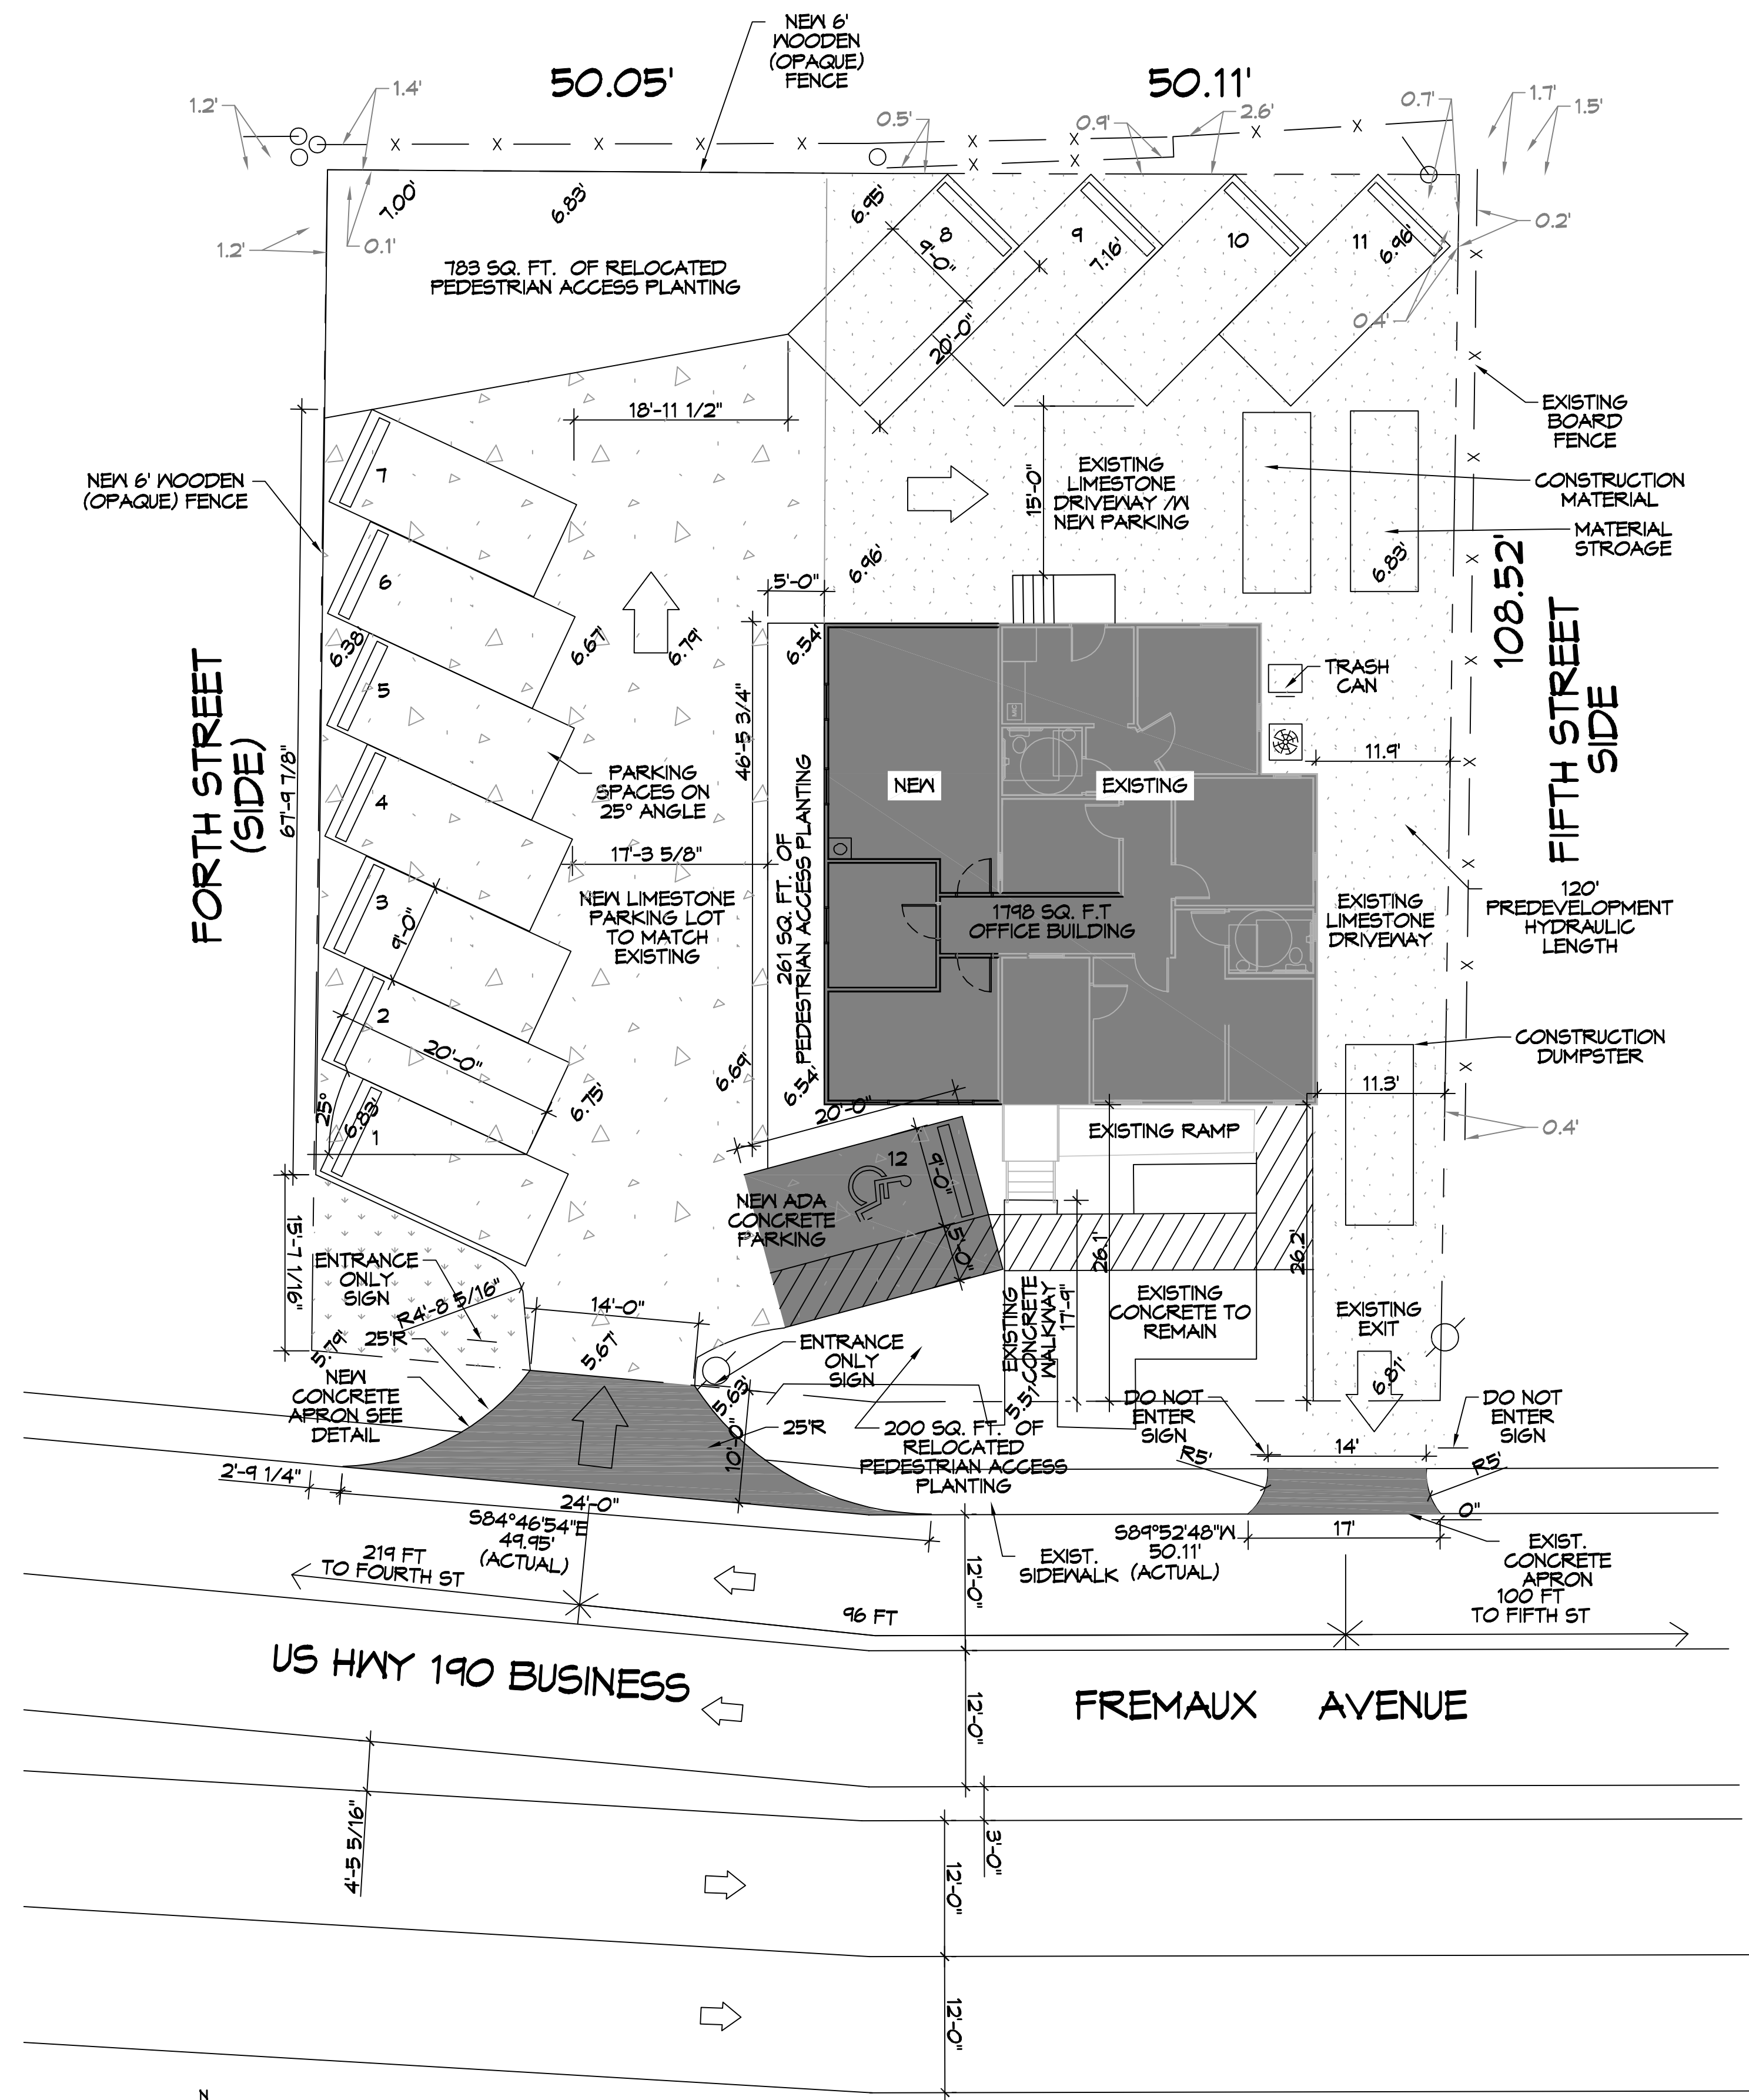 NEW 6'
WOODEN
(OPAQUE)
FENCE
50.05'
50.11'
1.2'
1.4'
0.5'
0.9'
2.6'
0.7'
1.7'
1.5'
7.00'
6.83'
6.95'
8
9
10
11
6.96'
7.16'
9'-0"
20'-0"
1.2'
0.1'
0.2'
0.4'
783 SQ. FT. OF RELOCATED
PEDESTRIAN ACCESS PLANTING
18'-11 1/2"
EXISTING
BOARD
FENCE
NEW 6' WOODEN
(OPAQUE) FENCE
7
15'-0"
EXISTING
LIMESTONE
DRIVEWAY /W
NEW PARKING
CONSTRUCTION
MATERIAL
MATERIAL
STROAGE
6.83'
108.52'
FIFTH STREET
SIDE
6
6.96'
5'-0"
6.38'
6.67'
6.79'
6.54'
5
TRASH
CAN
FORTH STREET
(SIDE)
67'-9 7/8"
46'-5 3/4"
11.9'
PARKING
SPACES ON
25° ANGLE
NEW
EXISTING
MC
4
17'-3 5/8"
261 SQ. FT. OF
PEDESTRIAN ACCESS PLANTING
3
9'-0"
NEW LIMESTONE
PARKING LOT
TO MATCH
EXISTING
1798 SQ. F.T
OFFICE BUILDING
EXISTING
LIMESTONE
DRIVEWAY
120'
PREDEVELOPMENT
HYDRAULIC
LENGTH
2
20'-0"
CONSTRUCTION
DUMPSTER
6.69'
6.54'
6.75'
11.3'
25°
6.83'
1
20'-0"
EXISTING RAMP
0.4'
12
9'-0"
5'-0"
NEW ADA
CONCRETE
PARKING
15'-7 1/16"
ENTRANCE
ONLY
SIGN
R4'-8 5/16"
25'R
14'-0"
5.67'
5.79'
26.1'
26.2'
EXISTING
CONCRETE
WALKWAY
17'-9"
EXISTING
CONCRETE TO
REMAIN
EXISTING
EXIT
6.81'
ENTRANCE
ONLY
SIGN
NEW
CONCRETE
APRON SEE
DETAIL
5.63'
5.51'
10'-0"
25'R
200 SQ. FT. OF
RELOCATED
PEDESTRIAN ACCESS
PLANTING
DO NOT
ENTER
SIGN
DO NOT
ENTER
SIGN
R5'
14'
R5'
2'-9 1/4"
24'-0"
S84°46'54"E
49.95'
(ACTUAL)
S89°52'48"W
50.11'
(ACTUAL)
17'
0"
EXIST.
SIDEWALK
EXIST.
CONCRETE
APRON
219 FT
TO FOURTH ST
96 FT
100 FT
TO FIFTH ST
12'-0"
US HWY 190 BUSINESS
12'-0"
FREMAUX AVENUE
4'-5 5/16"
3'-0"
12'-0"
12'-0"
N